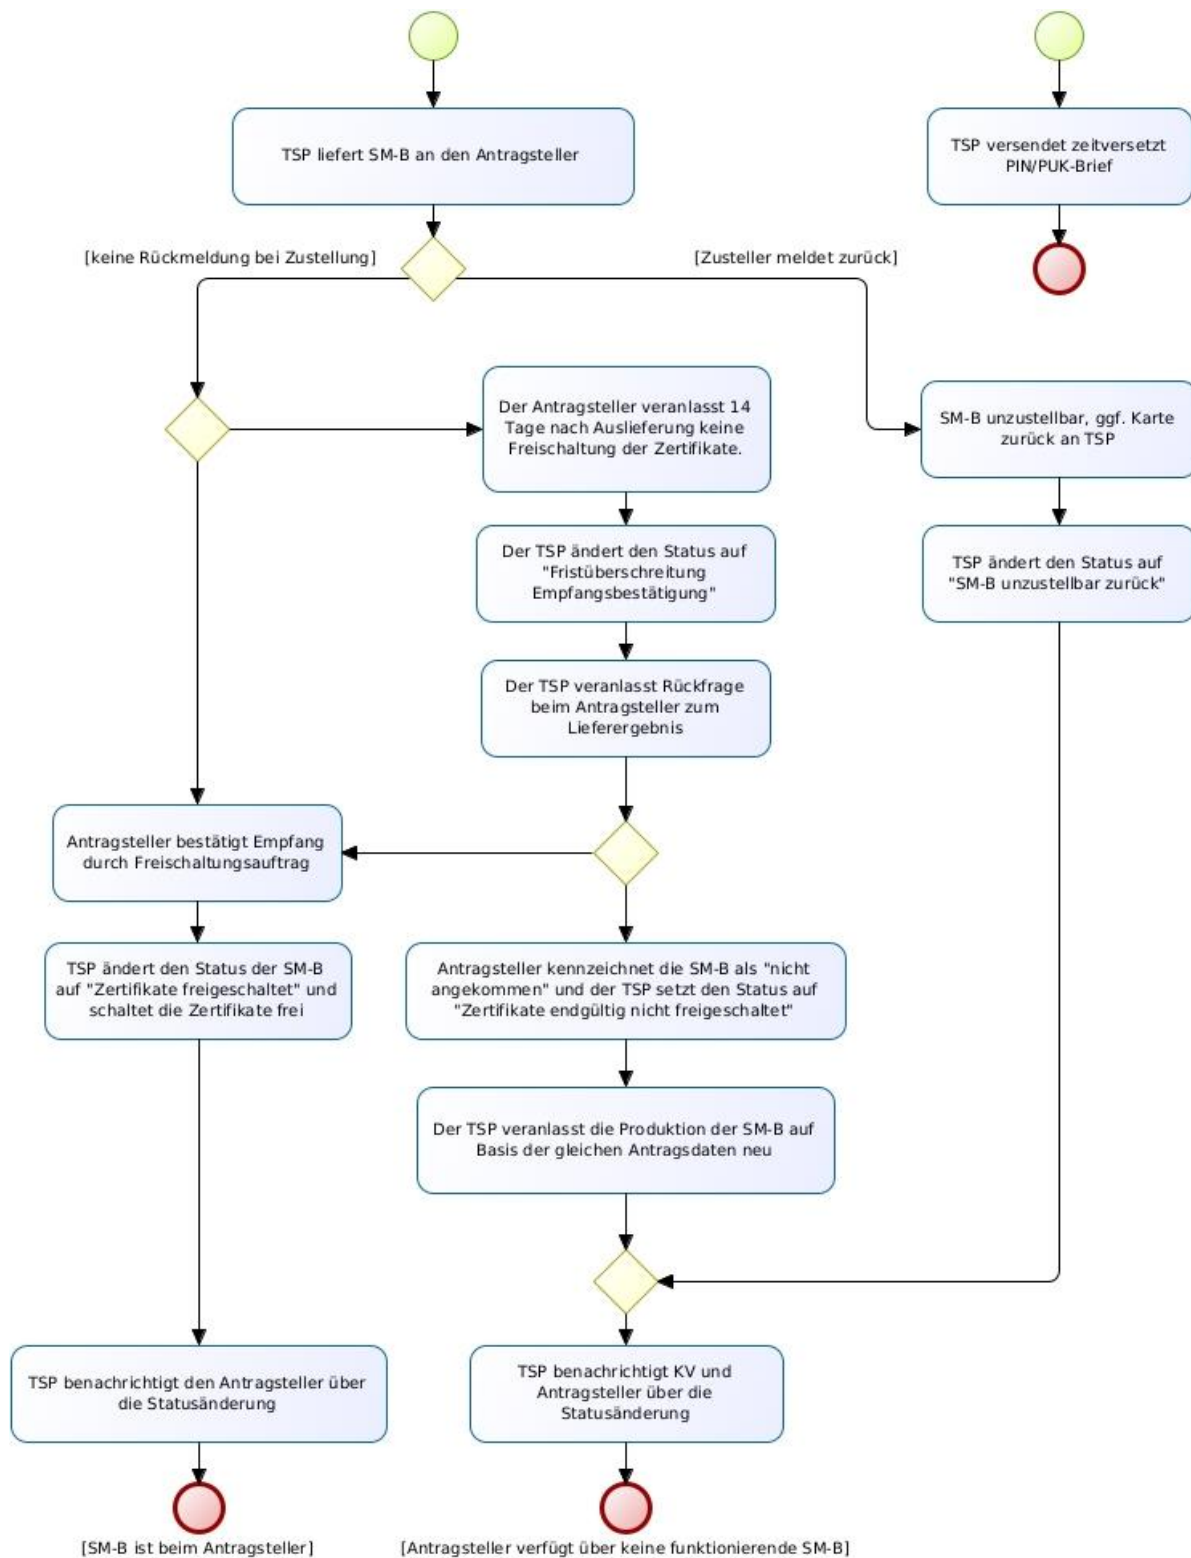 TSP liefert SM-B an den Antragsteller
TSP versendet zeitversetzt
PIN/PUK-Brief
[keine Rückmeldung bei Zustellung]
[Zusteller meldet zurück]
Der Antragsteller veranlasst 14
Tage nach Auslieferung keine
Freischaltung der Zertifikate.
SM-B unzustellbar, ggf. Karte
zurück an TSP
Der TSP ändert den Status auf
"Fristüberschreitung
Empfangsbestätigung"
TSP ändert den Status auf
"SM-B unzustellbar zurück"
Der TSP veranlasst Rückfrage
beim Antragsteller zum
Lieferergebnis
Antragsteller bestätigt Empfang
durch Freischaltungsauftrag
TSP ändert den Status der SM-B
auf "Zertifikate freigeschaltet" und
schaltet die Zertifikate frei
Antragsteller kennzeichnet die SM-B als "nicht
angekommen" und der TSP setzt den Status auf
"Zertifikate endgültig nicht freigeschaltet"
Der TSP veranlasst die Produktion der SM-B auf
Basis der gleichen Antragsdaten neu
TSP benachrichtigt den Antragsteller über
die Statusänderung
TSP benachrichtigt KV und
Antragsteller über die
Statusänderung
[SM-B ist beim Antragsteller]
[Antragsteller verfügt über keine funktionierende SM-B]